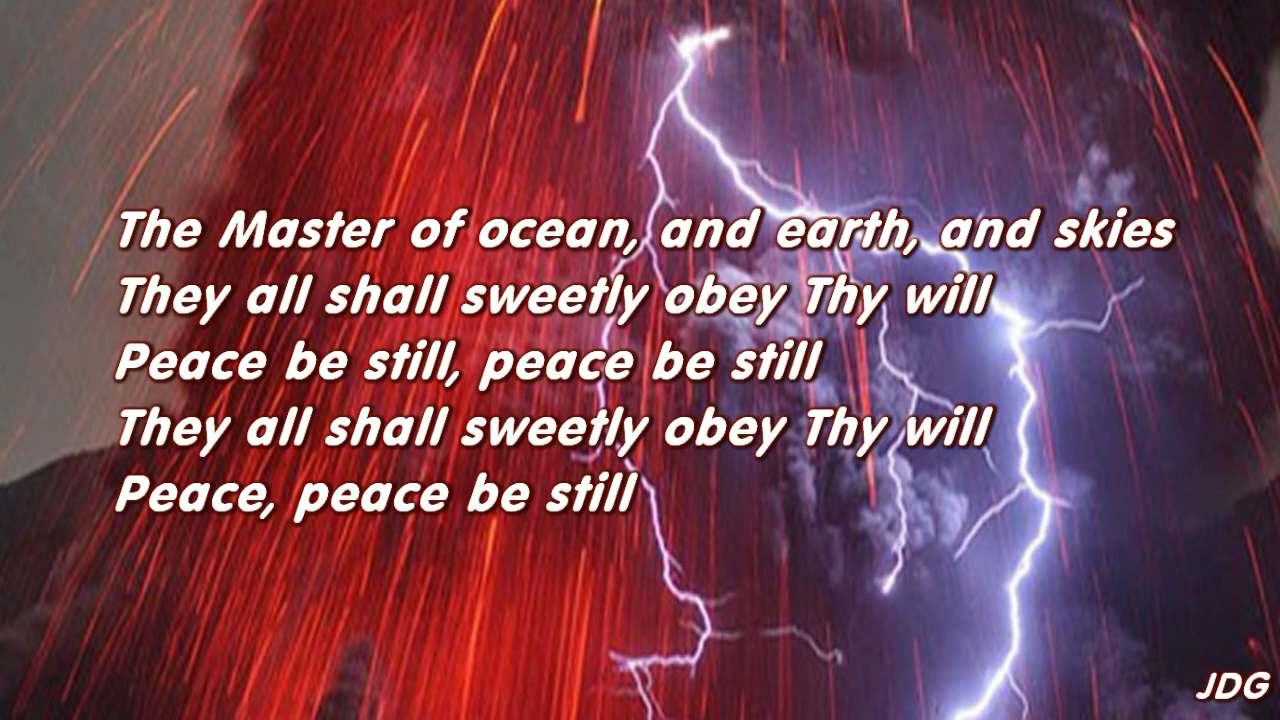 The Master of ocean, and earth, and skies
They all shall sweetly obey Thy will
Peace be still, peace be still
They all shall sweetly obey Thy will
Peace, peace be still
JDG